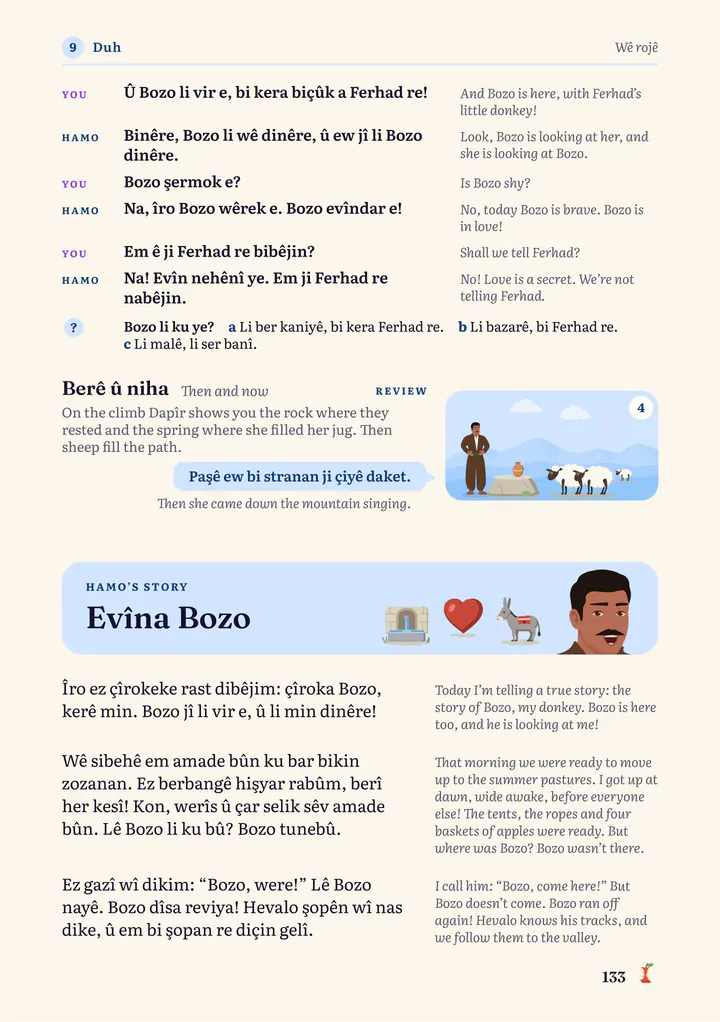 9 Duh
Wê rojê
YOU
Û Bozo li vir e, bi kera biçûk a Ferhad re!
And Bozo is here, with Ferhad's
little donkey!
HAMO
Binêre, Bozo li wê dinêre, û ew jî li Bozo
dinêre.
Look, Bozo is looking at her, and
she is looking at Bozo.
YOU
Bozo şermok e?
Is Bozo shy?
HAMO
Na, îro Bozo wêrek e. Bozo evîndar e!
No, today Bozo is brave. Bozo is
in love!
YOU
Em ê ji Ferhad re bibêjin?
Shall we tell Ferhad?
HAMO
Na! Evîn nehênî ye. Em ji Ferhad re
nabêjin.
No! Love is a secret. We're not
telling Ferhad.
?
Bozo li ku ye? a Li ber kaniyê, bi kera Ferhad re. b Li bazarê, bi Ferhad re.
c Li malê, li ser banî.
Berê û niha Then and now
REVIEW
On the climb Dapîr shows you the rock where they
rested and the spring where she filled her jug. Then
sheep fill the path.
Paşê ew bi stranan ji çiyê daket.
Then she came down the mountain singing.
4
HAMO'S STORY
Evîna Bozo
Îro ez çîrokeke rast dibêjim: çîroka Bozo,
kerê min. Bozo jî li vir e, û li min dinêre!
Today I'm telling a true story: the
story of Bozo, my donkey. Bozo is here
too, and he is looking at me!
Wê sibehê em amade bûn ku bar bikin
zozanan. Ez berbangê hişyar rabûm, berî
her kesî! Kon, werîs û çar selik sêv amade
bûn. Lê Bozo li ku bû? Bozo tunebû.
That morning we were ready to move
up to the summer pastures. I got up at
dawn, wide awake, before everyone
else! The tents, the ropes and four
baskets of apples were ready. But
where was Bozo? Bozo wasn't there.
Ez gazî wî dikim: “Bozo, were!” Lê Bozo
nayê. Bozo dîsa reviya! Hevalo şopên wî nas
dike, û em bi şopan re diçin gelî.
I call him: “Bozo, come here!” But
Bozo doesn't come. Bozo ran off
again! Hevalo knows his tracks, and
we follow them to the valley.
133